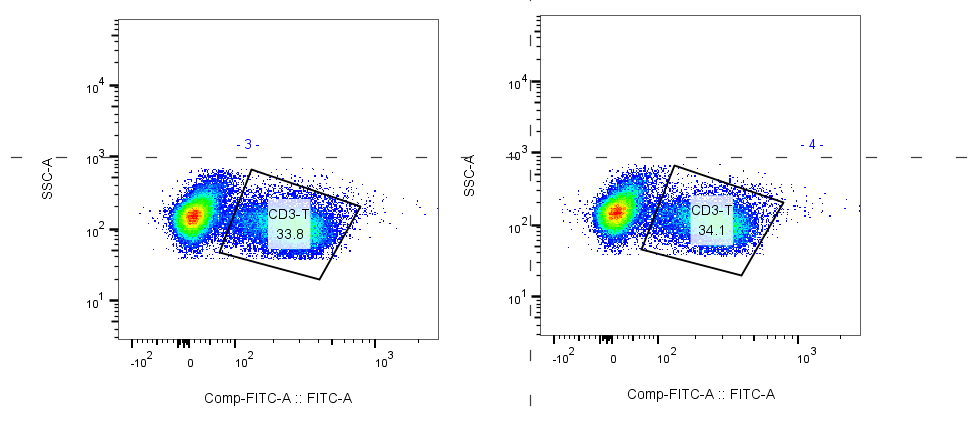 - 3 -
SSC-A
10^4
10^3
10^2
10^1
CD3-T
33.8
-10^2 0 10^2 10^3
Comp-FITC-A :: FITC-A
- 4 -
SSC-A
10^4
10^3
10^2
10^1
CD3-T
34.1
-10^2 0 10^2 10^3
Comp-FITC-A :: FITC-A